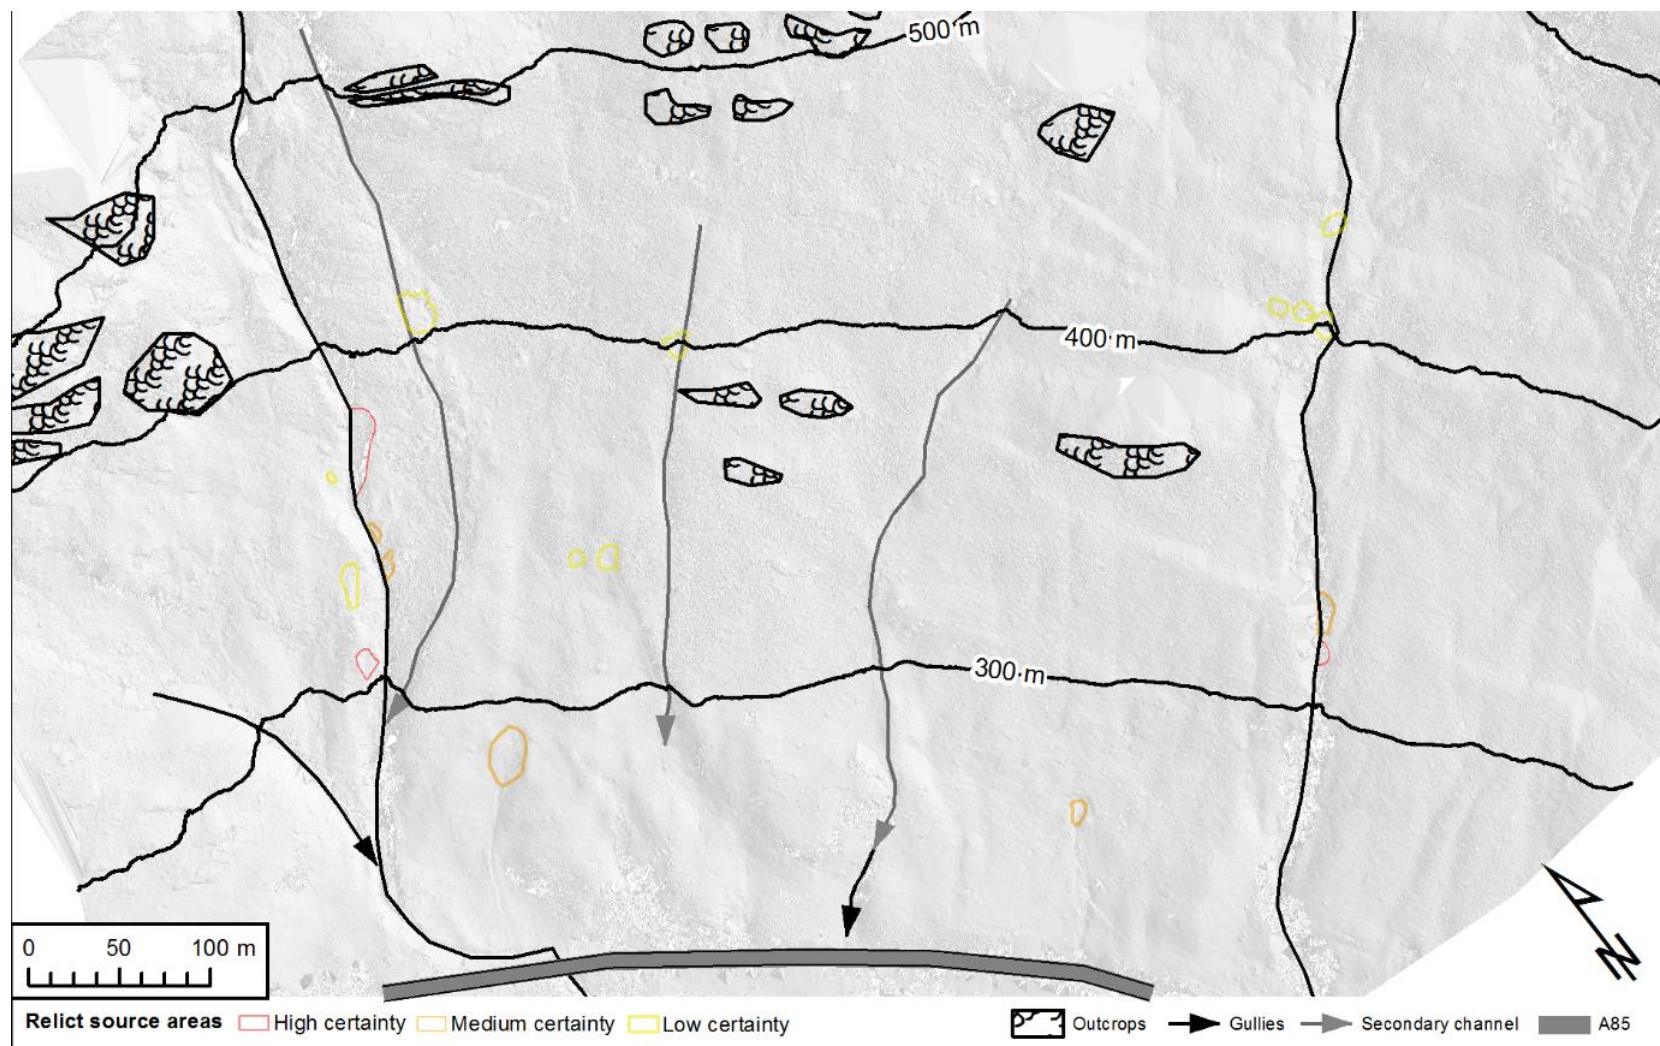 500 m
400 m
300 m
0 50 100 m
N
Relict source areas High certainty Medium certainty Low certainty Outcrops Gullies Secondary channel A85